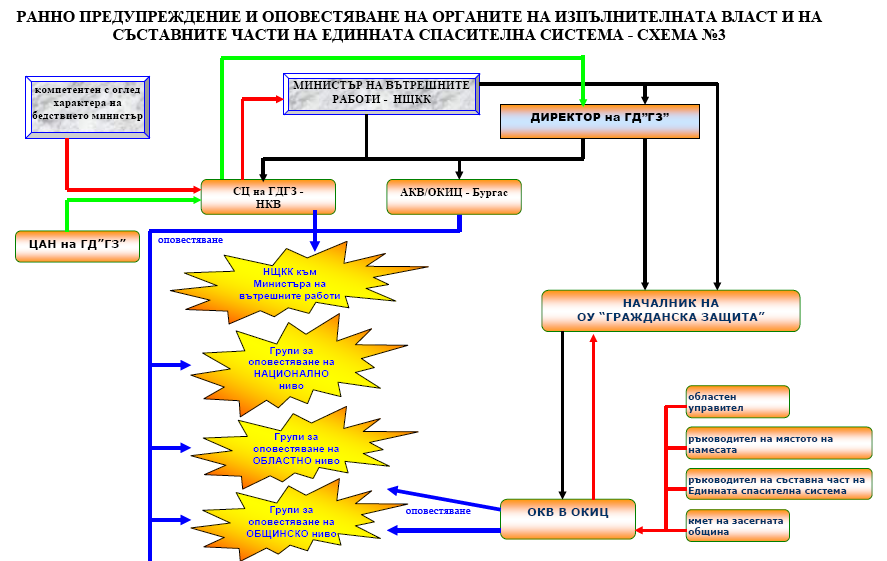 РАННО ПРЕДУПРЕЖДЕНИЕ И ОПОВЕСТЯВАНЕ НА ОРГАНИТЕ НА ИЗПЪЛНИТЕЛНАТА ВЛАСТ И НА
СЪСТАВНИТЕ ЧАСТИ НА ЕДИННАТА СПАСИТЕЛНА СИСТЕМА - СХЕМА №3
компетентен с оглед
характера на
бедствието министър
МИНИСТЪР НА ВЪТРЕШНИТЕ
РАБОТИ - НЩКК
ДИРЕКТОР на ГД"ГЗ"
СЦ на ГДГЗ -
НКВ
АКВ/ОКИЦ - Бургас
ЦАН на ГД"ГЗ"
оповестяване
НЩКК към
Министъра на
вътрешните работи
НАЧАЛНИК НА
ОУ "ГРАЖДАНСКА ЗАЩИТА"
Групи за
оповестяване на
НАЦИОНАЛНО
ниво
областен
управител
ръководител на мястото на
намесата
Групи за
оповестяване на
ОБЛАСТНО ниво
ръководител на съставна част на
Единната спасителна система
Групи за
оповестяване на
ОБЩИНСКО ниво
оповестяване
ОКВ В ОКИЦ
кмет на засегната
община